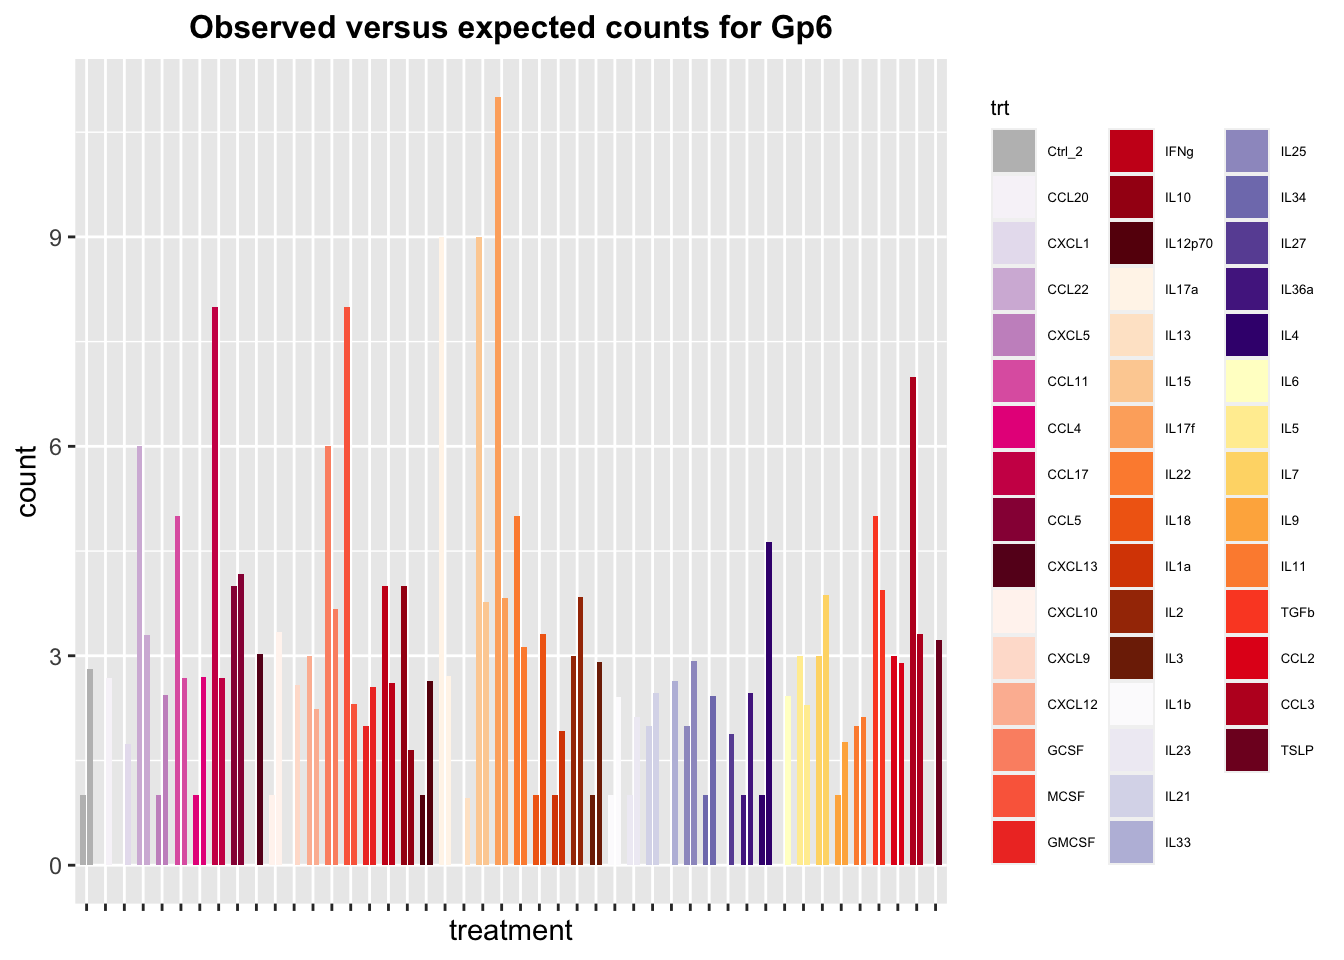 Observed versus expected counts for Gp6
count
9
6
3
0
treatment
trt
Ctrl_2
CCL20
CXCL1
CCL22
CXCL5
CCL11
CCL4
CCL17
CCL5
CXCL13
CXCL10
CXCL9
CXCL12
GCSF
MCSF
GMCSF
IFNg
IL10
IL12p70
IL17a
IL13
IL15
IL17f
IL22
IL18
IL1a
IL2
IL3
IL1b
IL23
IL21
IL33
IL25
IL34
IL27
IL36a
IL4
IL6
IL5
IL7
IL9
IL11
TGFb
CCL2
CCL3
TSLP